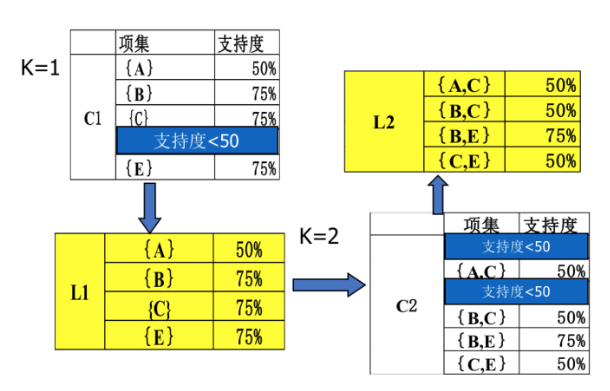 K=1
项集 支持度
C1
{A} 50%
{B} 75%
{C} 75%
支持度<50
{E} 75%
L1
{A} 50%
{B} 75%
{C} 75%
{E} 75%
K=2
项集 支持度
C2
支持度<50
{A,C} 50%
支持度<50
{B,C} 50%
{B,E} 75%
{C,E} 50%
L2
{A,C} 50%
{B,C} 50%
{B,E} 75%
{C,E} 50%